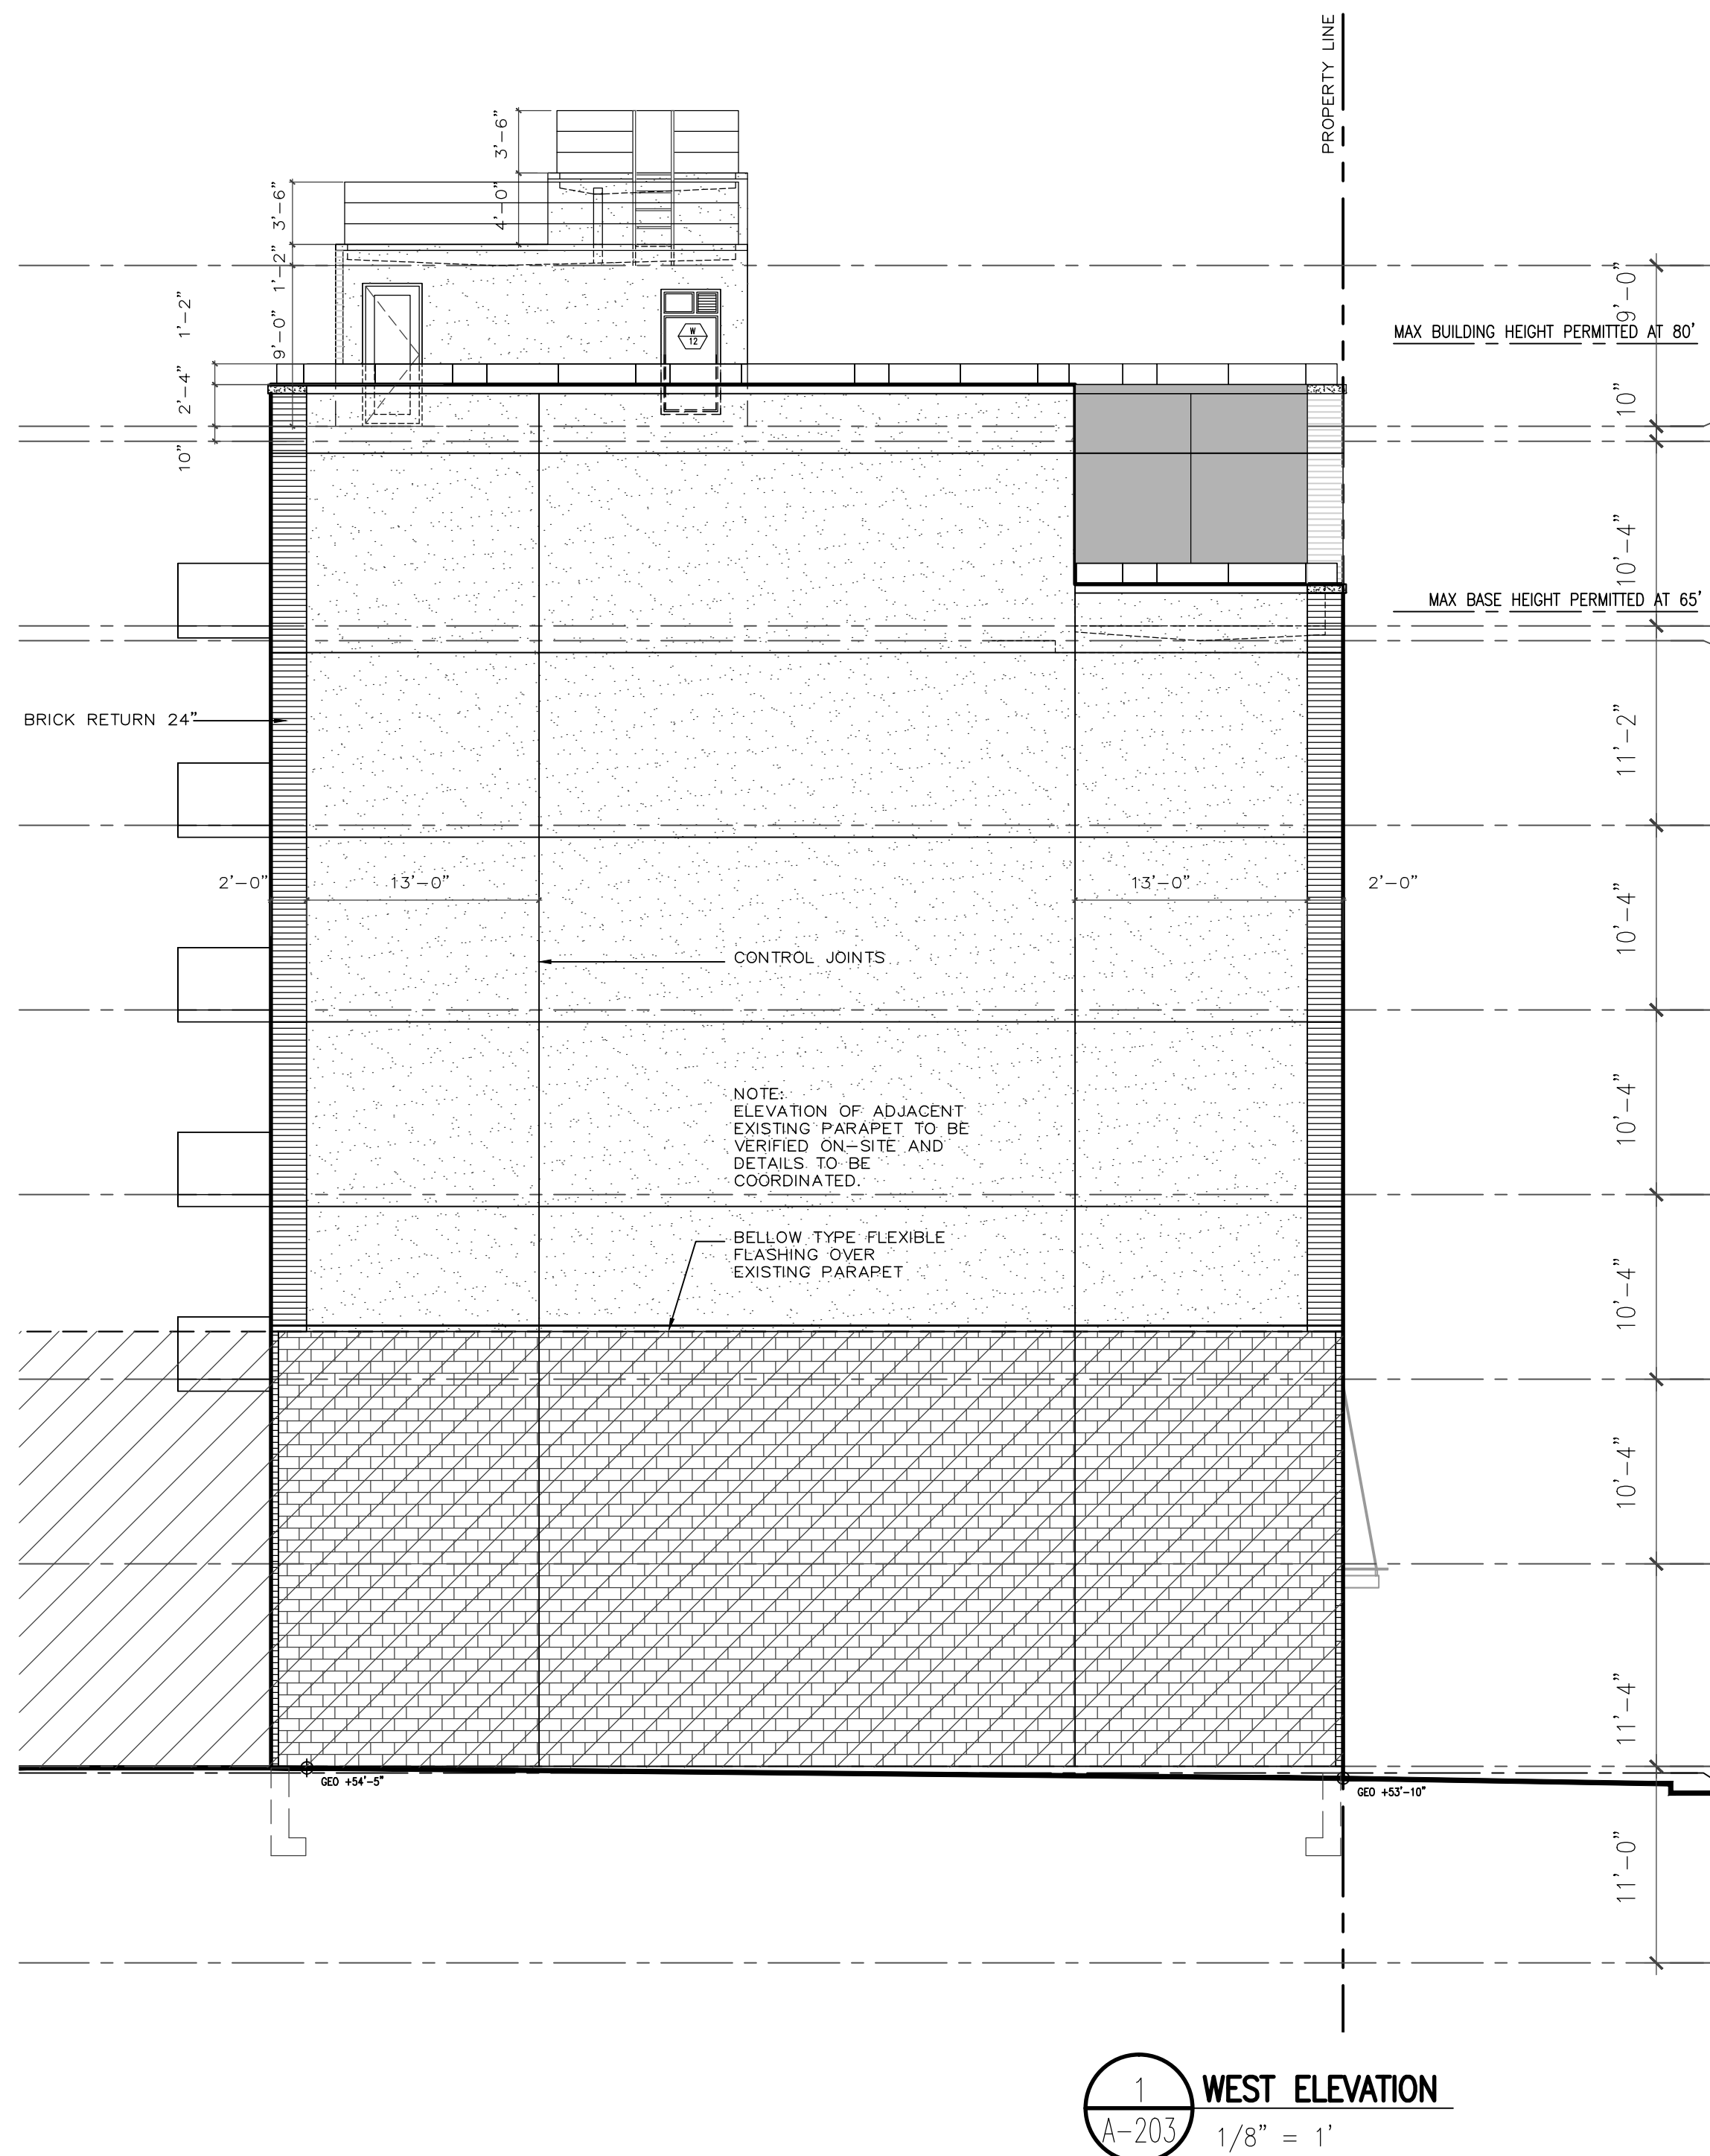 PROPERTY LINE
3'-6"
4'-0"
3'-6"
1'-2"
9'-0"
1'-2"
2'-4"
10"
W
12
9'-0"
MAX BUILDING HEIGHT PERMITTED AT 80'
10"
10'-4"
MAX BASE HEIGHT PERMITTED AT 65'
BRICK RETURN 24"
11'-2"
2'-0"
13'-0"
13'-0"
2'-0"
10'-4"
CONTROL JOINTS
NOTE:
ELEVATION OF ADJACENT
EXISTING PARAPET TO BE
VERIFIED ON-SITE AND
DETAILS TO BE
COORDINATED.
10'-4"
BELLOW TYPE FLEXIBLE
FLASHING OVER
EXISTING PARAPET
10'-4"
10'-4"
11'-4"
GEO +54'-5"
GEO +53'-10"
11'-0"
1
A-203
WEST ELEVATION
1/8" = 1'